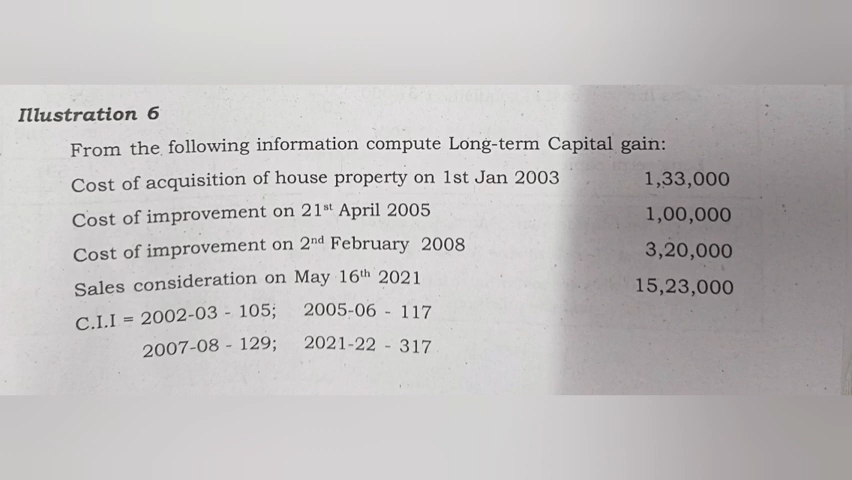 Illustration 6
From the following information compute Long-term Capital gain:
Cost of acquisition of house property on 1st Jan 2003 1,33,000
Cost of improvement on 21st April 2005 1,00,000
Cost of improvement on 2nd February 2008 3,20,000
Sales consideration on May 16th 2021 15,23,000
C.I.I = 2002-03 - 105; 2005-06 - 117
2007-08 - 129; 2021-22 - 317